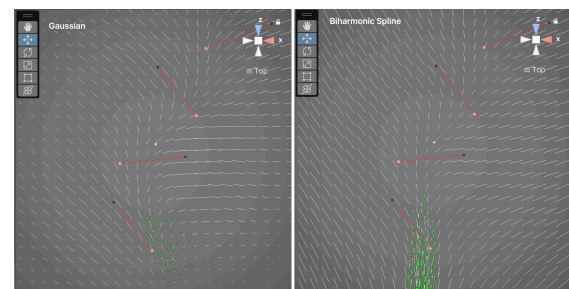 Gaussian
z
x
Top
Biharmonic Spline
z
x
Top